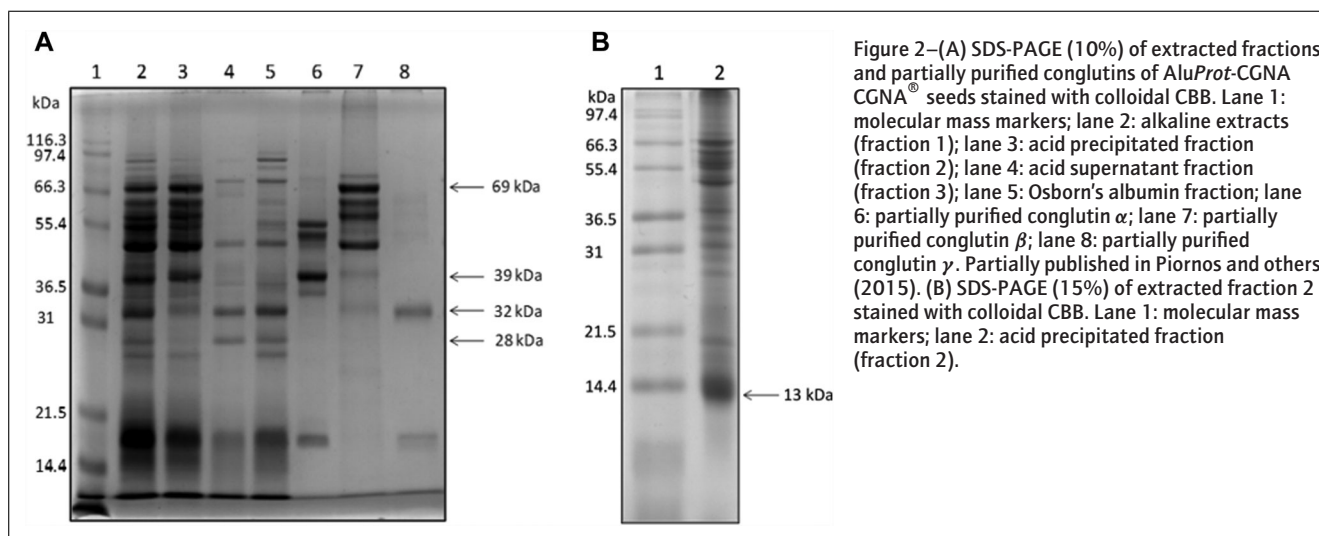 A
1 2 3 4 5 6 7 8
kDa
116.3
97.4
66.3
55.4
36.5
31
21.5
14.4
69 kDa
39 kDa
32 kDa
28 kDa
B
1 2
kDa
97.4
66.3
55.4
36.5
31
21.5
14.4
13 kDa
Figure 2–(A) SDS-PAGE (10%) of extracted fractions
and partially purified conglutins of AluProt-CGNA
CGNA® seeds stained with colloidal CBB. Lane 1:
molecular mass markers; lane 2: alkaline extracts
(fraction 1); lane 3: acid precipitated fraction
(fraction 2); lane 4: acid supernatant fraction
(fraction 3); lane 5: Osborn's albumin fraction; lane
6: partially purified conglutin α; lane 7: partially
purified conglutin β; lane 8: partially purified
conglutin γ. Partially published in Piornos and others
(2015). (B) SDS-PAGE (15%) of extracted fraction 2
stained with colloidal CBB. Lane 1: molecular mass
markers; lane 2: acid precipitated fraction
(fraction 2).